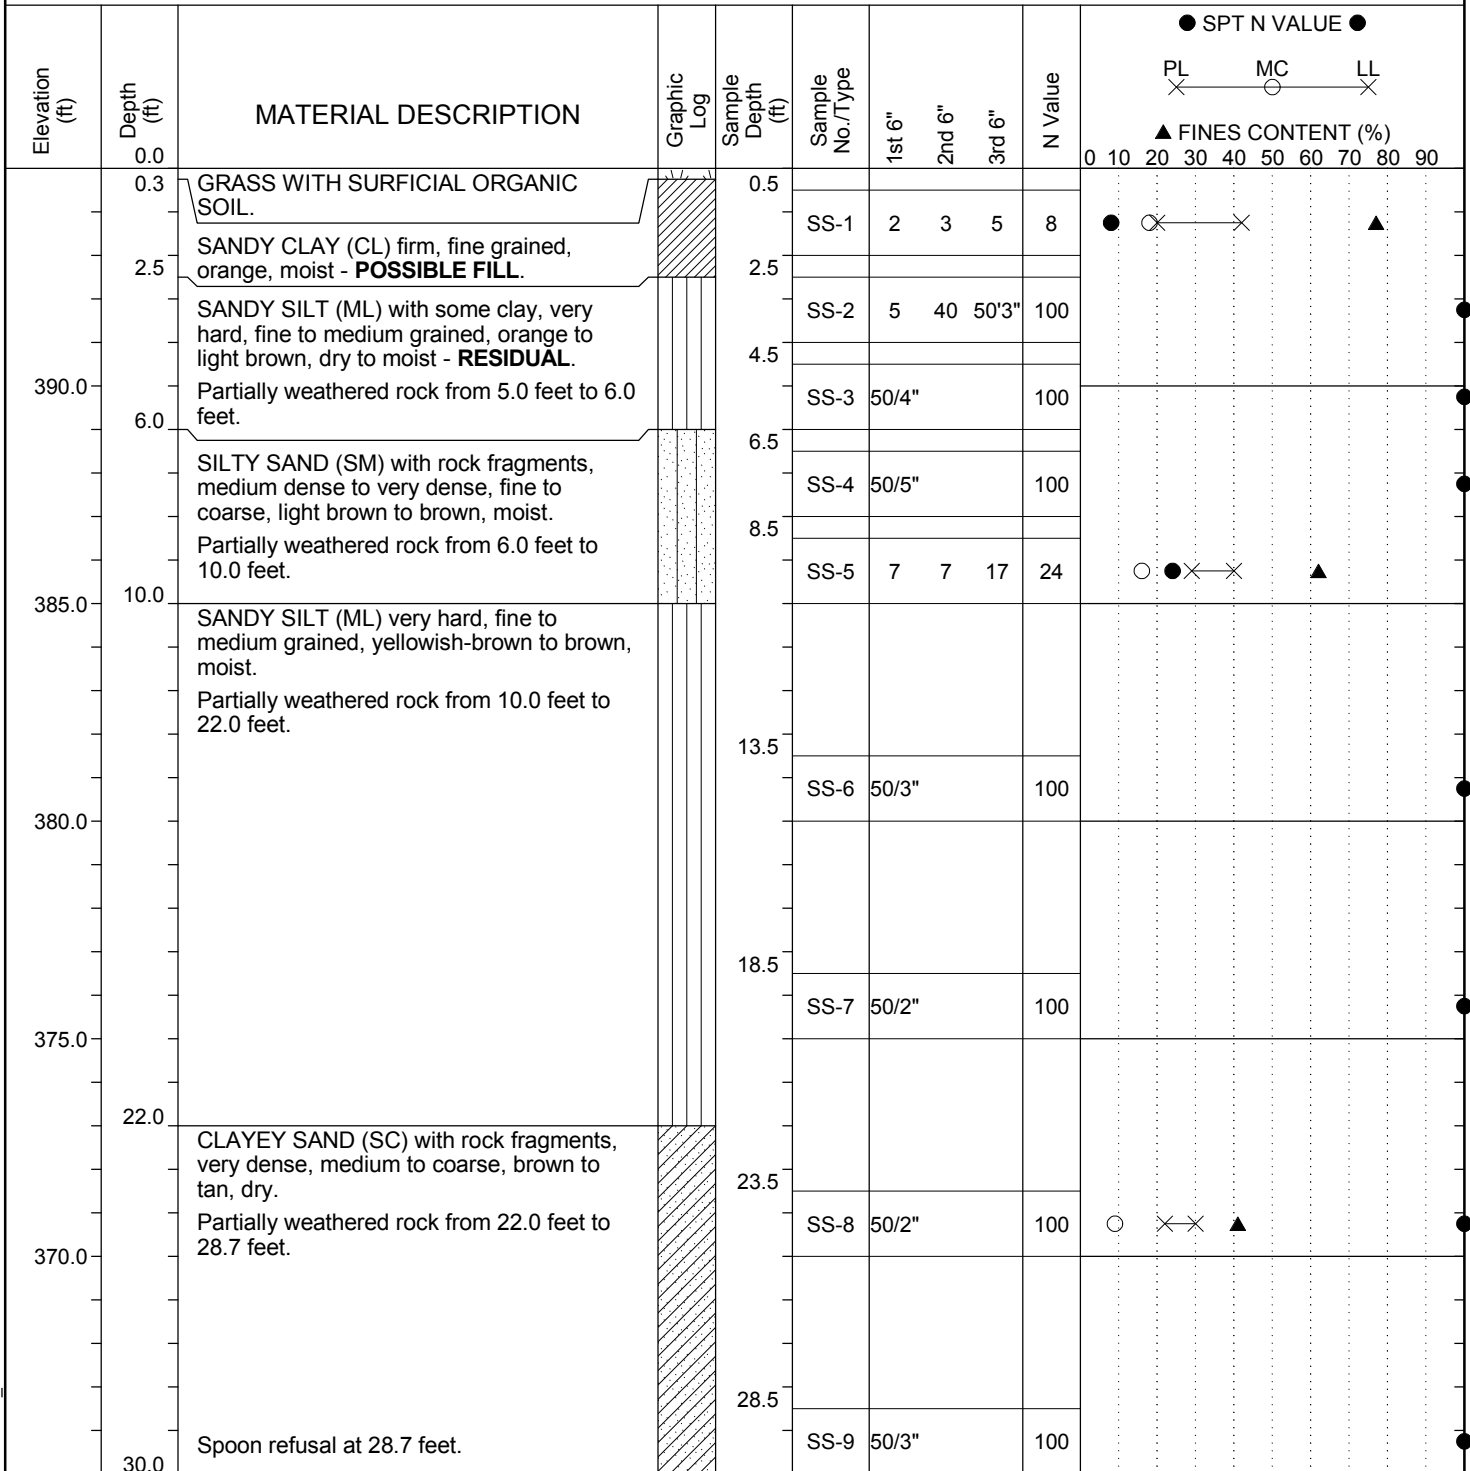 ● SPT N VALUE ●
PL MC LL
▲ FINES CONTENT (%)
0 10 20 30 40 50 60 70 80 90
Elevation (ft)
Depth (ft)
0.0
MATERIAL DESCRIPTION
Graphic Log
Sample Depth (ft)
Sample No./Type
1st 6"
2nd 6"
3rd 6"
N Value
0.3 GRASS WITH SURFICIAL ORGANIC 0.5
SOIL.
SS-1 2 3 5 8
SANDY CLAY (CL) firm, fine grained,
2.5 orange, moist - POSSIBLE FILL. 2.5
SANDY SILT (ML) with some clay, very SS-2 5 40 50'3" 100
hard, fine to medium grained, orange to
light brown, dry to moist - RESIDUAL. 4.5
390.0 Partially weathered rock from 5.0 feet to 6.0 SS-3 50/4" 100
6.0 feet.
6.5
SILTY SAND (SM) with rock fragments,
medium dense to very dense, fine to SS-4 50/5" 100
coarse, light brown to brown, moist.
8.5
Partially weathered rock from 6.0 feet to
10.0 feet. SS-5 7 7 17 24
385.0 10.0
SANDY SILT (ML) very hard, fine to
medium grained, yellowish-brown to brown,
moist.
Partially weathered rock from 10.0 feet to
22.0 feet.
13.5
SS-6 50/3" 100
380.0
18.5
SS-7 50/2" 100
375.0
22.0
CLAYEY SAND (SC) with rock fragments,
very dense, medium to coarse, brown to
tan, dry. 23.5
Partially weathered rock from 22.0 feet to SS-8 50/2" 100
28.7 feet.
370.0
28.5
Spoon refusal at 28.7 feet. SS-9 50/3" 100
30.0